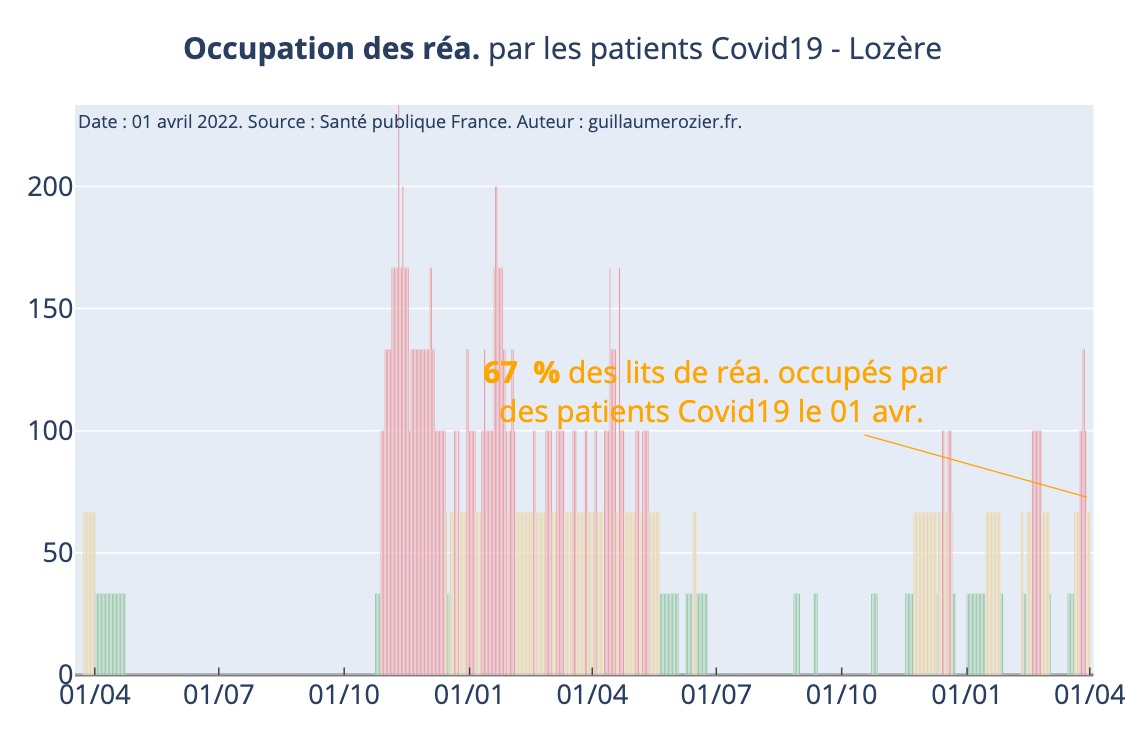 Occupation des réa. par les patients Covid19 - Lozère
Date : 01 avril 2022. Source : Santé publique France. Auteur : guillaumerozier.fr.
200
150
67 % des lits de réa. occupés par
des patients Covid19 le 01 avr.
100
50
0
01/04 01/07 01/10 01/01 01/04 01/07 01/10 01/01 01/04